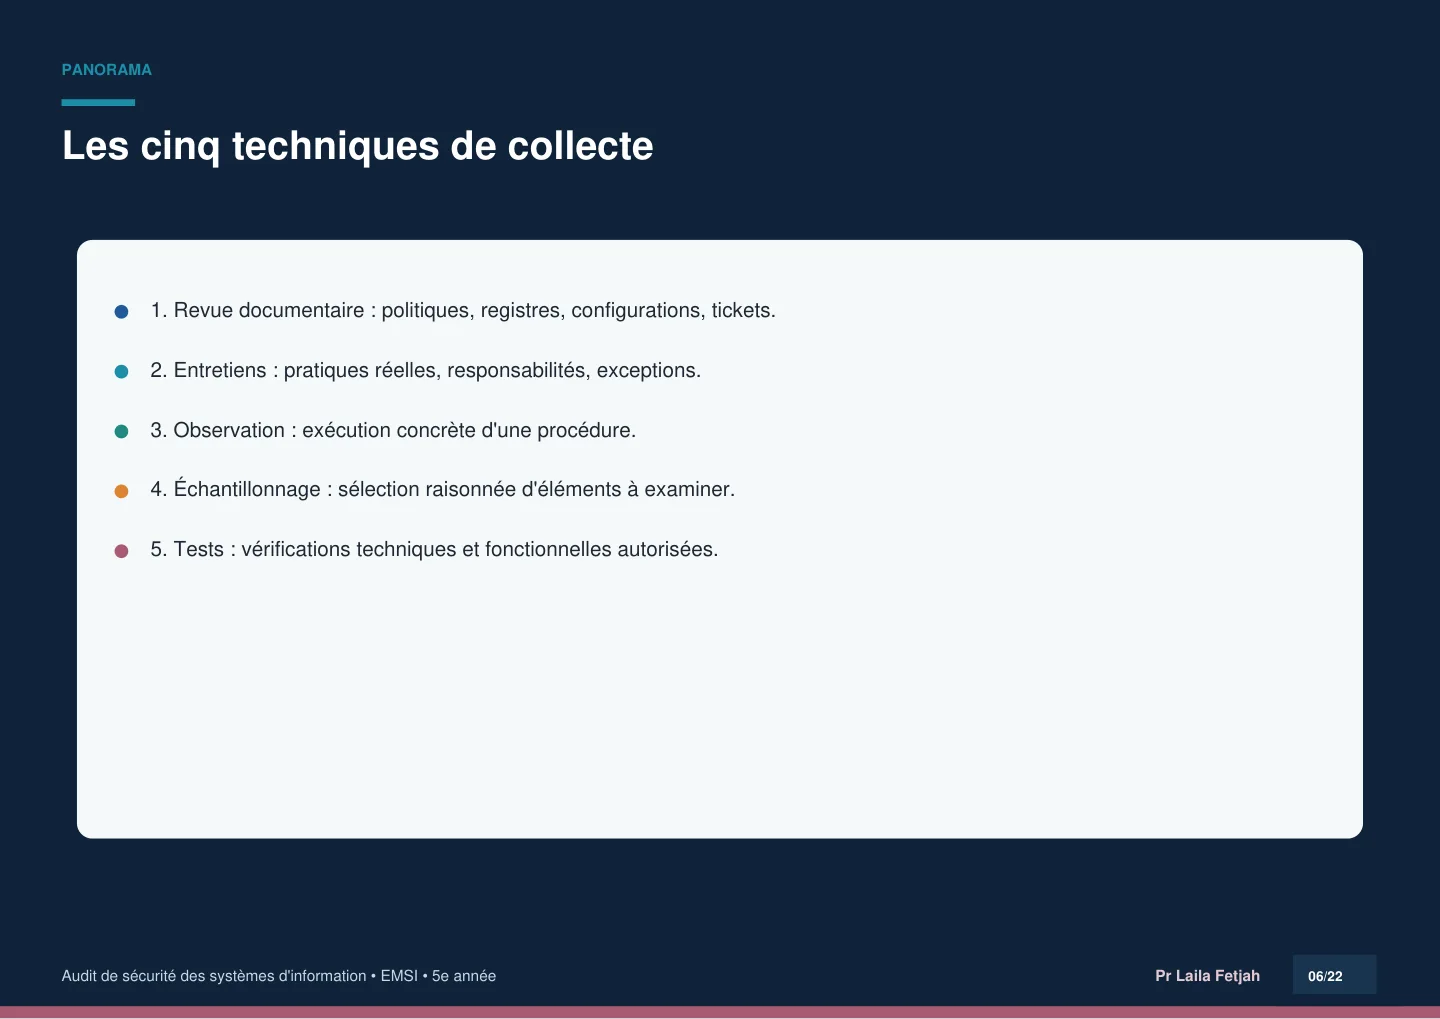 PANORAMA
Les cinq techniques de collecte
1. Revue documentaire : politiques, registres, configurations, tickets.
2. Entretiens : pratiques réelles, responsabilités, exceptions.
3. Observation : exécution concrète d'une procédure.
4. Échantillonnage : sélection raisonnée d'éléments à examiner.
5. Tests : vérifications techniques et fonctionnelles autorisées.
Audit de sécurité des systèmes d'information • EMSI • 5e année
Pr Laila Fetjah
06/22